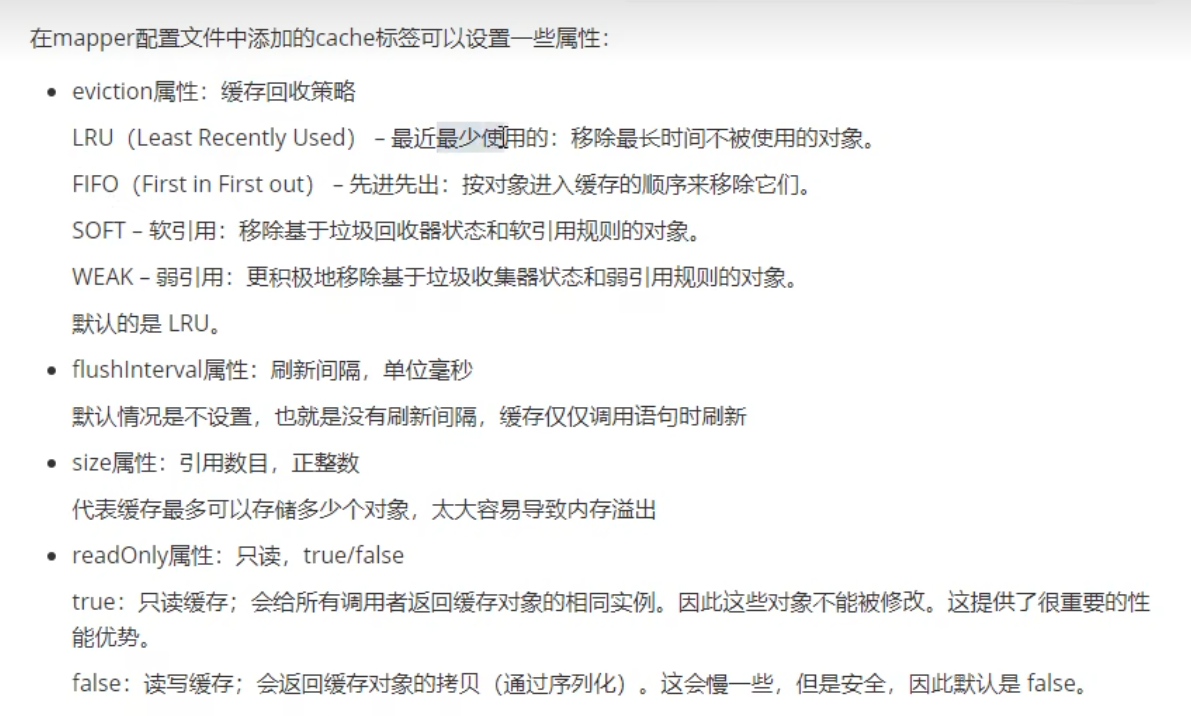 在mapper配置文件中添加的cache标签可以设置一些属性：
eviction属性：缓存回收策略
LRU（Least Recently Used） – 最近最少使用的：移除最长时间不被使用的对象。
FIFO（First in First out） – 先进先出：按对象进入缓存的顺序来移除它们。
SOFT – 软引用：移除基于垃圾回收器状态和软引用规则的对象。
WEAK – 弱引用：更积极地移除基于垃圾收集器状态和弱引用规则的对象。
默认的是 LRU。
flushInterval属性：刷新间隔，单位毫秒
默认情况是不设置，也就是没有刷新间隔，缓存仅仅调用语句时刷新
size属性：引用数目，正整数
代表缓存最多可以存储多少个对象，太大容易导致内存溢出
readOnly属性：只读，true/false
true：只读缓存；会给所有调用者返回缓存对象的相同实例。因此这些对象不能被修改。这提供了很重要的性
能优势。
false：读写缓存；会返回缓存对象的拷贝（通过序列化）。这会慢一些，但是安全，因此默认是 false。